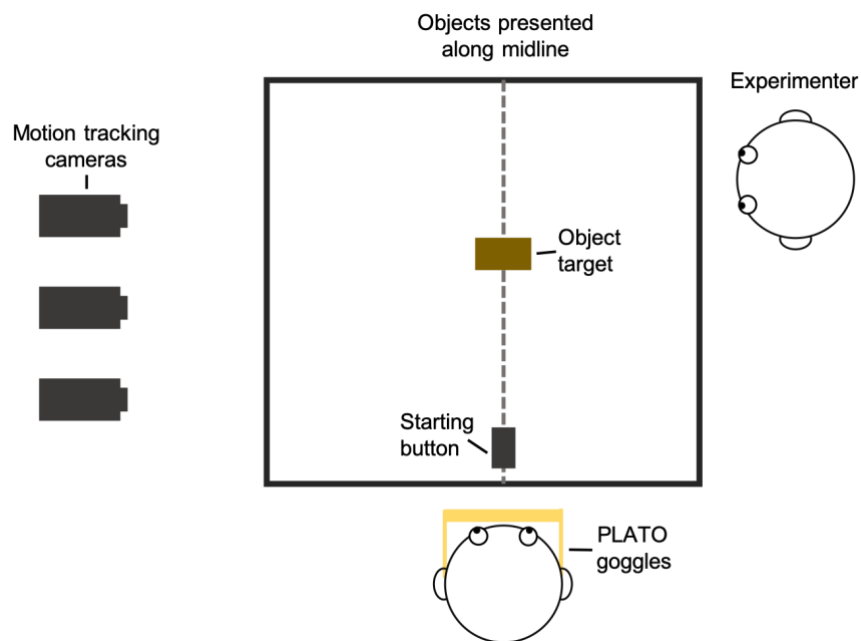 Objects presented
along midline
Experimenter
Motion tracking
cameras
Object
target
Starting
button
PLATO
goggles